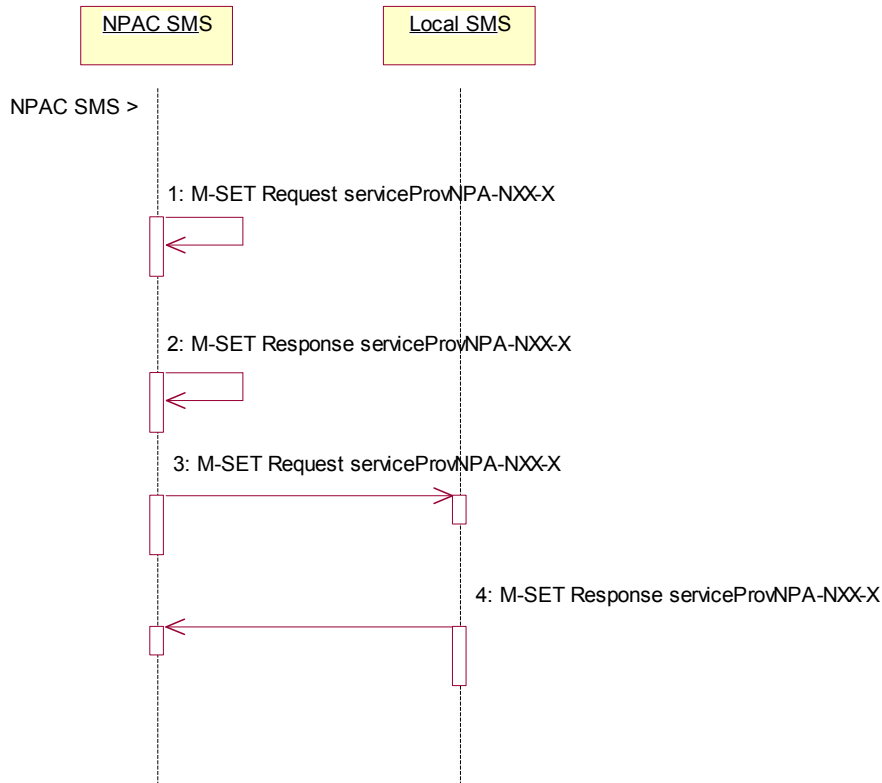 NPAC SMS
Local SMS
NPAC SMS >
1: M-SET Request serviceProvNPA-NXX-X
2: M-SET Response serviceProvNPA-NXX-X
3: M-SET Request serviceProvNPA-NXX-X
4: M-SET Response serviceProvNPA-NXX-X